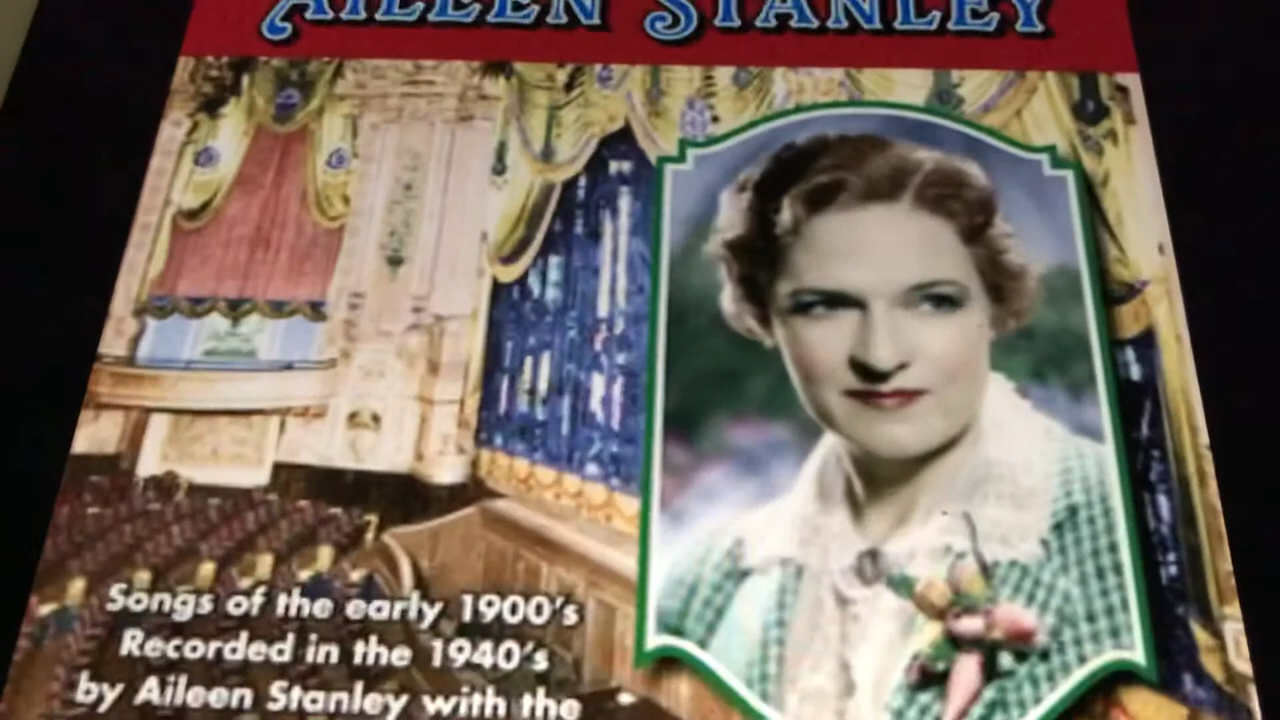 AILEEN STANLEY
Songs of the early 1900's
Recorded in the 1940's
by Aileen Stanley with the